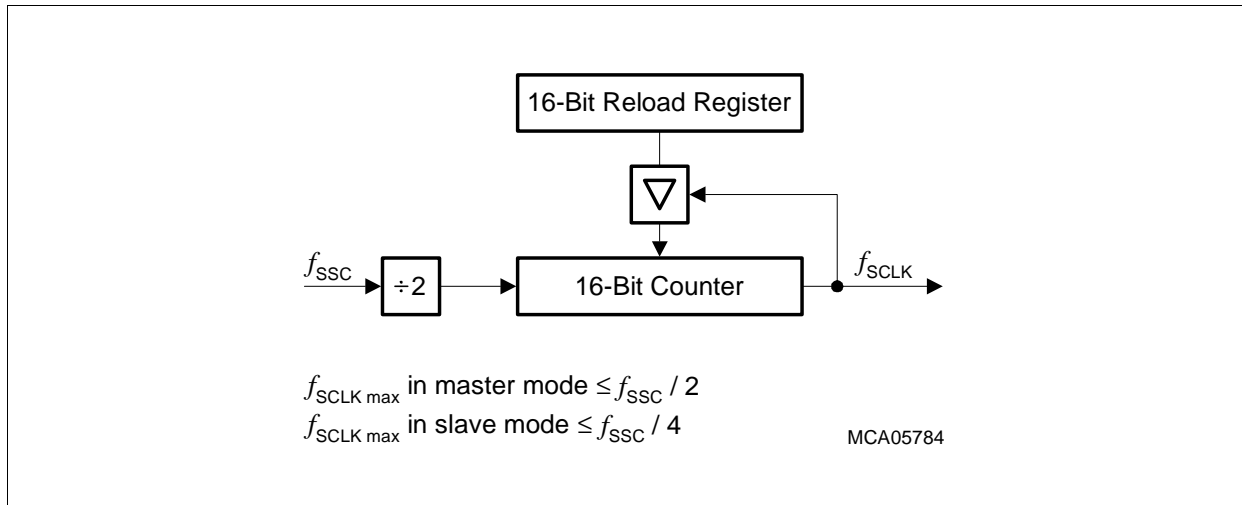 16-Bit Reload Register
fSSC
÷2
16-Bit Counter
fSCLK
fSCLK max in master mode ≤ fSSC / 2
fSCLK max in slave mode ≤ fSSC / 4
MCA05784